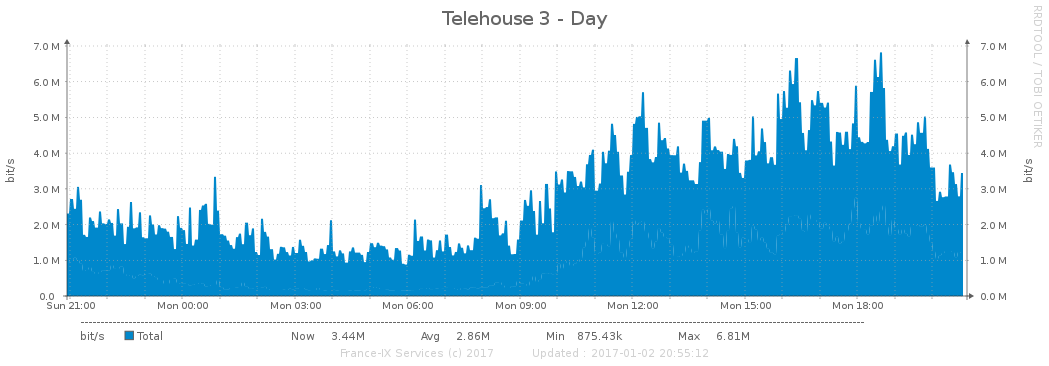 Telehouse 3 - Day
RRDTOOL / TOBI OETIKER
7.0 M 7.0 M
6.0 M 6.0 M
5.0 M 5.0 M
4.0 M 4.0 M
3.0 M 3.0 M
2.0 M 2.0 M
1.0 M 1.0 M
0.0 0.0 M
bit/s bit/s
Sun 21:00 Mon 00:00 Mon 03:00 Mon 06:00 Mon 09:00 Mon 12:00 Mon 15:00 Mon 18:00
bit/s Total Now 3.44M Avg 2.86M Min 875.43k Max 6.81M
France-IX Services (c) 2017 Updated : 2017-01-02 20:55:12